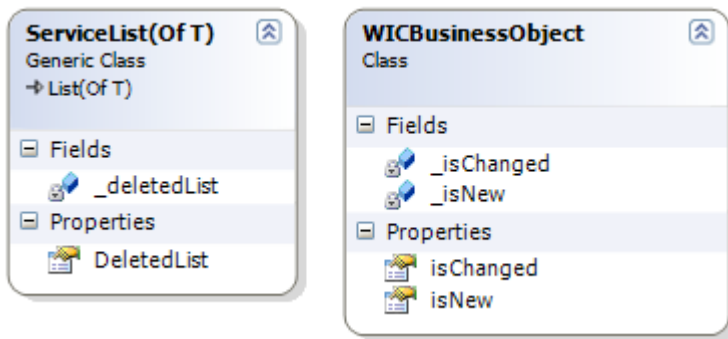 ServiceList(Of T)
Generic Class
List(Of T)
Fields
_deletedList
Properties
DeletedList
WICBusinessObject
Class
Fields
_isChanged
_isNew
Properties
isChanged
isNew